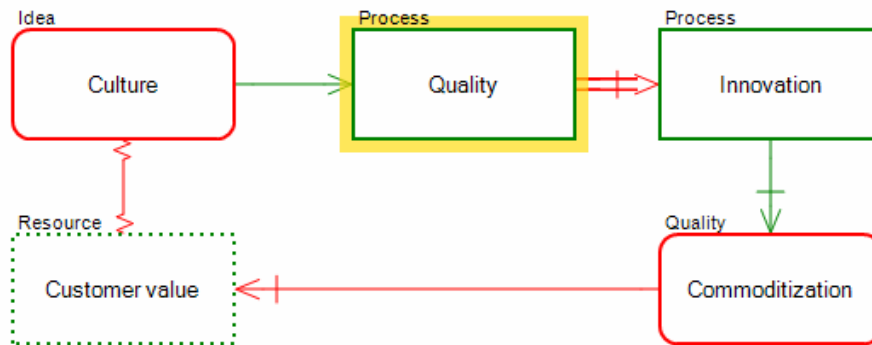 Idea
Culture
Process
Quality
Process
Innovation
Resource
Customer value
Quality
Commoditization